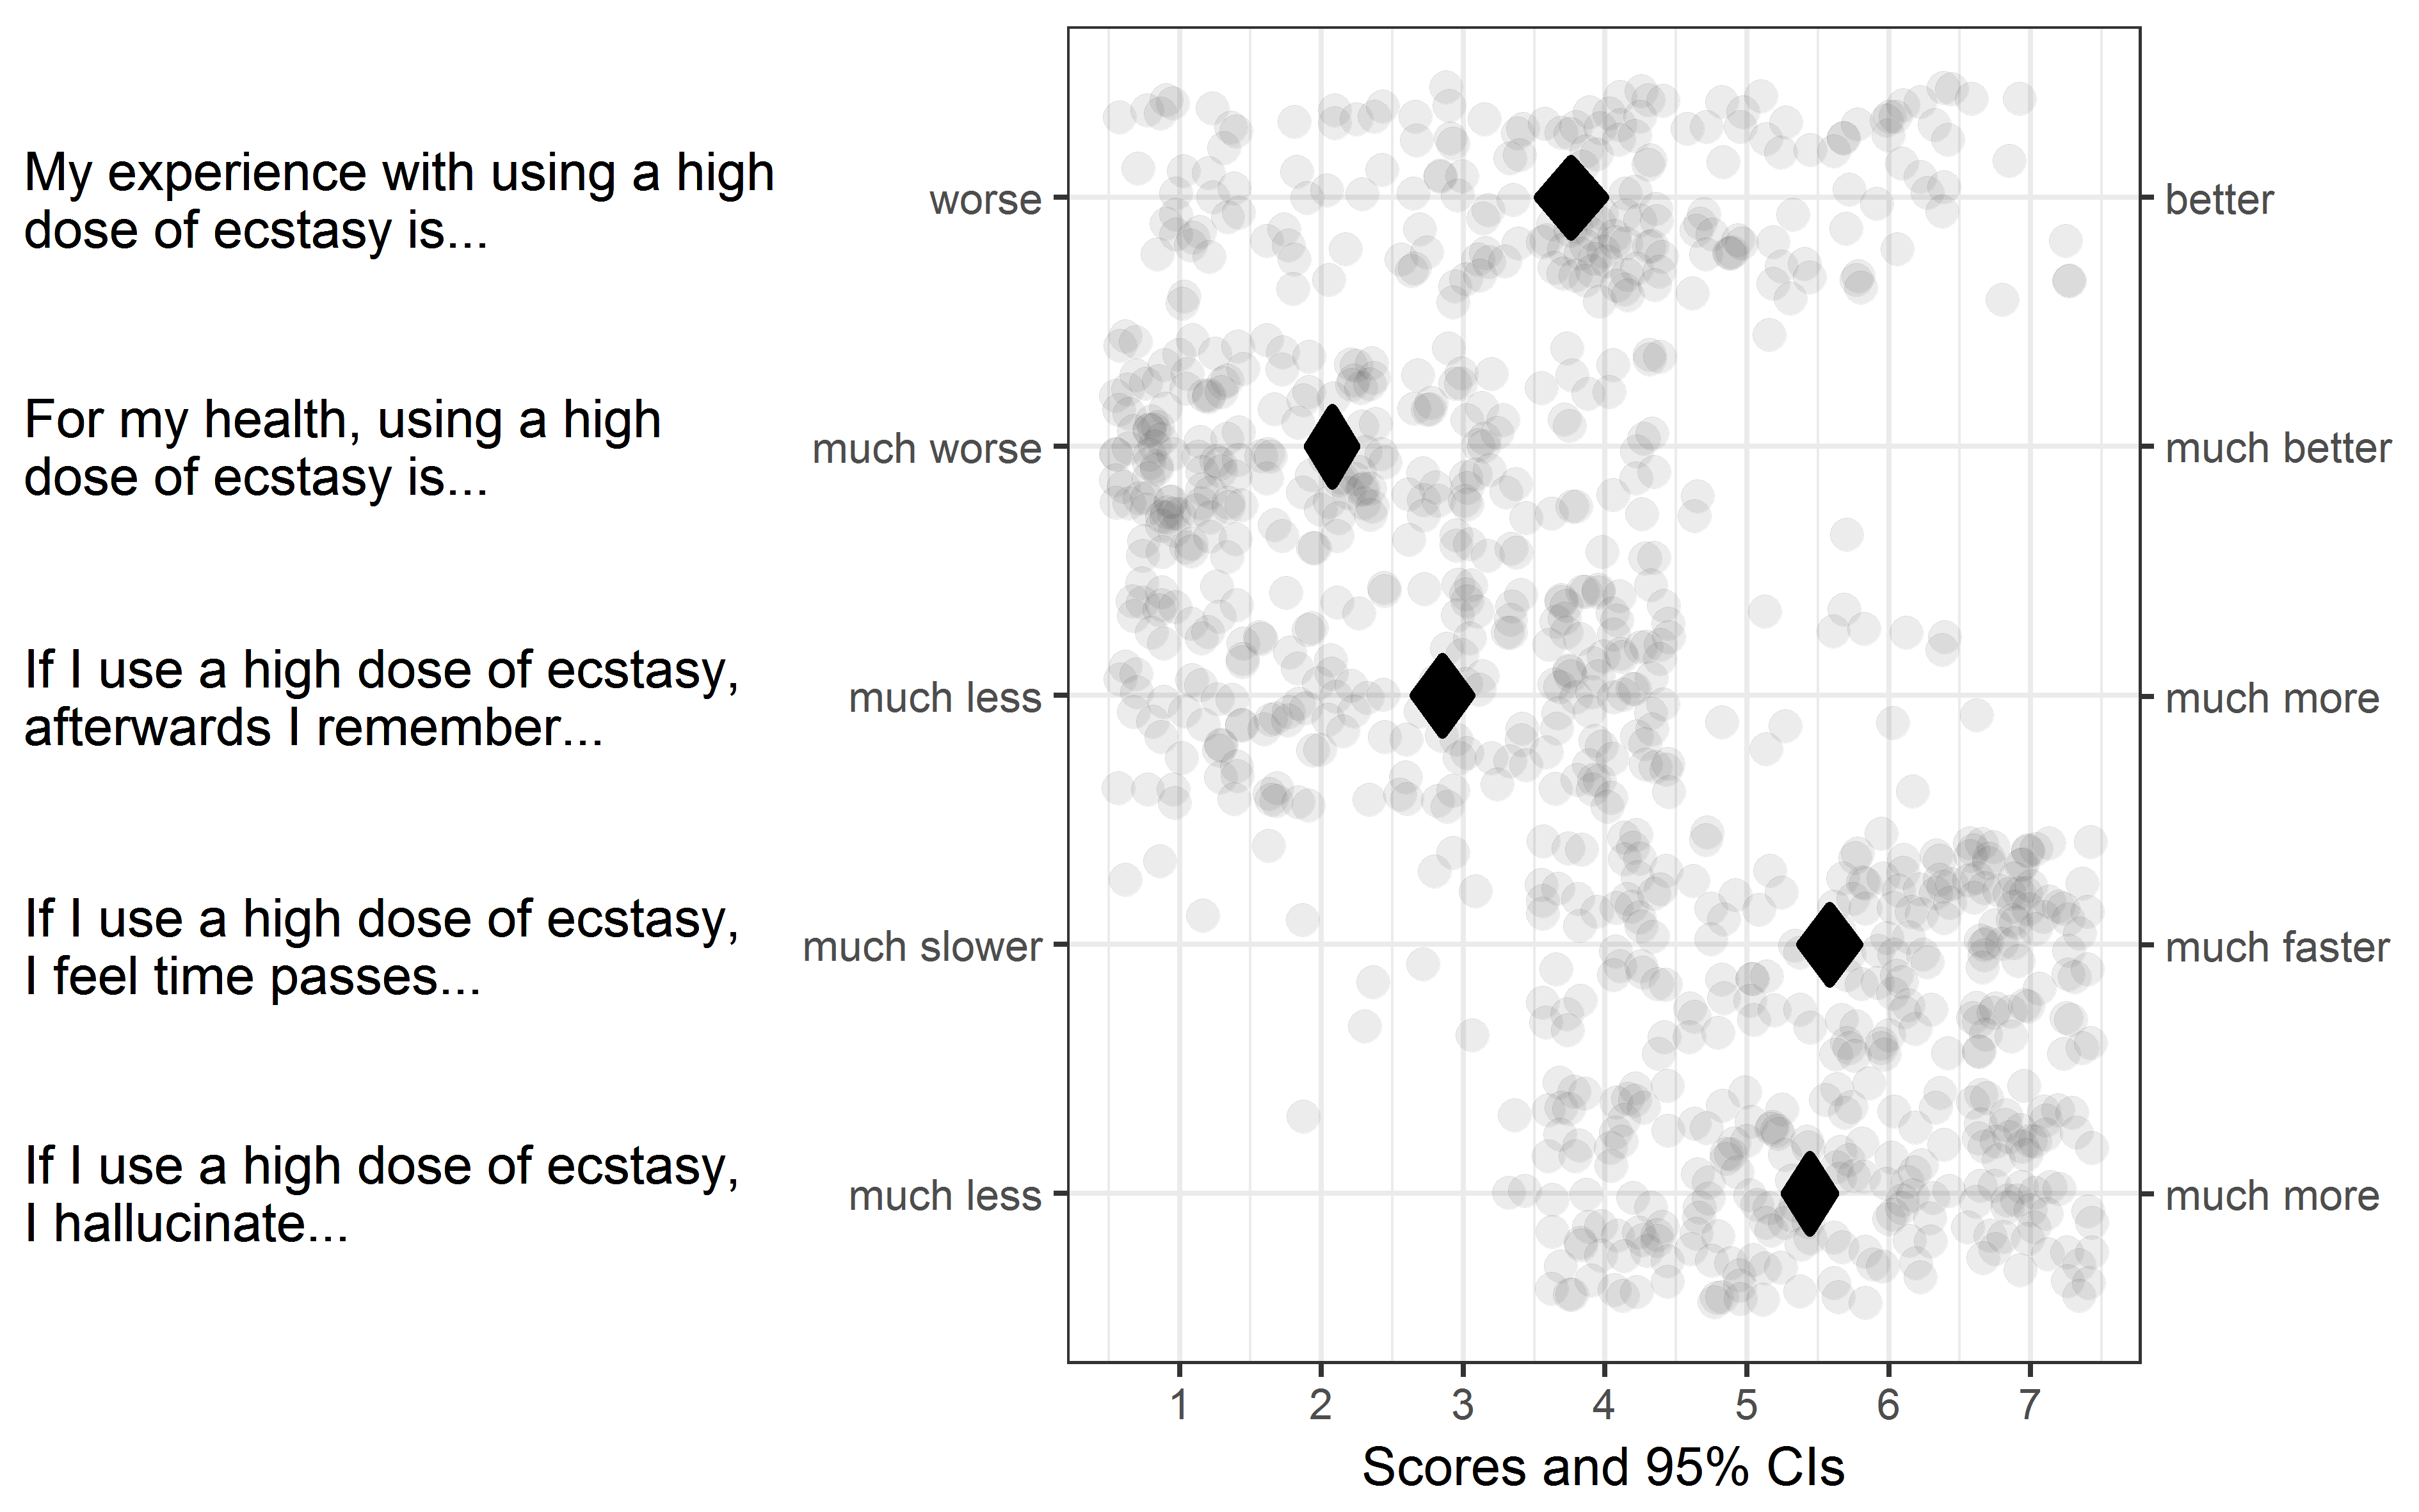 My experience with using a high
dose of ecstasy is...
worse
better
For my health, using a high
dose of ecstasy is...
much worse
much better
If I use a high dose of ecstasy,
afterwards I remember...
much less
much more
If I use a high dose of ecstasy,
I feel time passes...
much slower
much faster
If I use a high dose of ecstasy,
I hallucinate...
much less
much more
1 2 3 4 5 6 7
Scores and 95% CIs